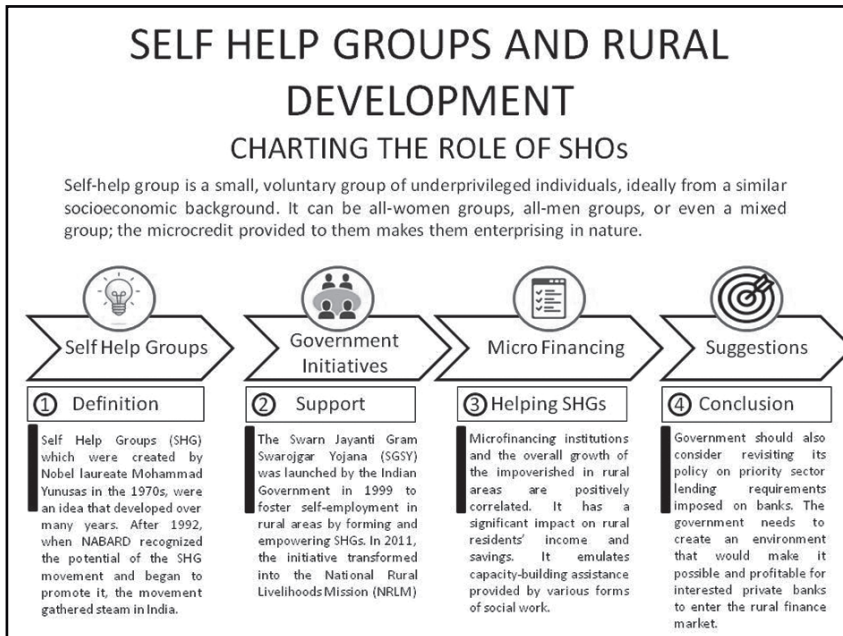 SELF HELP GROUPS AND RURAL
DEVELOPMENT
CHARTING THE ROLE OF SHOs
Self-help group is a small, voluntary group of underprivileged individuals, ideally from a similar
socioeconomic background. It can be all-women groups, all-men groups, or even a mixed
group; the microcredit provided to them makes them enterprising in nature.
Self Help Groups
Government
Initiatives
Micro Financing
Suggestions
1 Definition
Self Help Groups (SHG)
which were created by
Nobel laureate Mohammad
Yunusas in the 1970s, were
an idea that developed over
many years. After 1992,
when NABARD recognized
the potential of the SHG
movement and began to
promote it, the movement
gathered steam in India.
2 Support
The Swarn Jayanti Gram
Swarojgar Yojana (SGSY)
was launched by the Indian
Government in 1999 to
foster self-employment in
rural areas by forming and
empowering SHGs. In 2011,
the initiative transformed
into the National Rural
Livelihoods Mission (NRLM)
3 Helping SHGs
Microfinancing institutions
and the overall growth of
the impoverished in rural
areas are positively
correlated. It has a
significant impact on rural
residents' income and
savings. It emulates
capacity-building assistance
provided by various forms
of social work.
4 Conclusion
Government should also
consider revisiting its
policy on priority sector
lending requirements
imposed on banks. The
government needs to
create an environment
that would make it
possible and profitable for
interested private banks
to enter the rural finance
market.